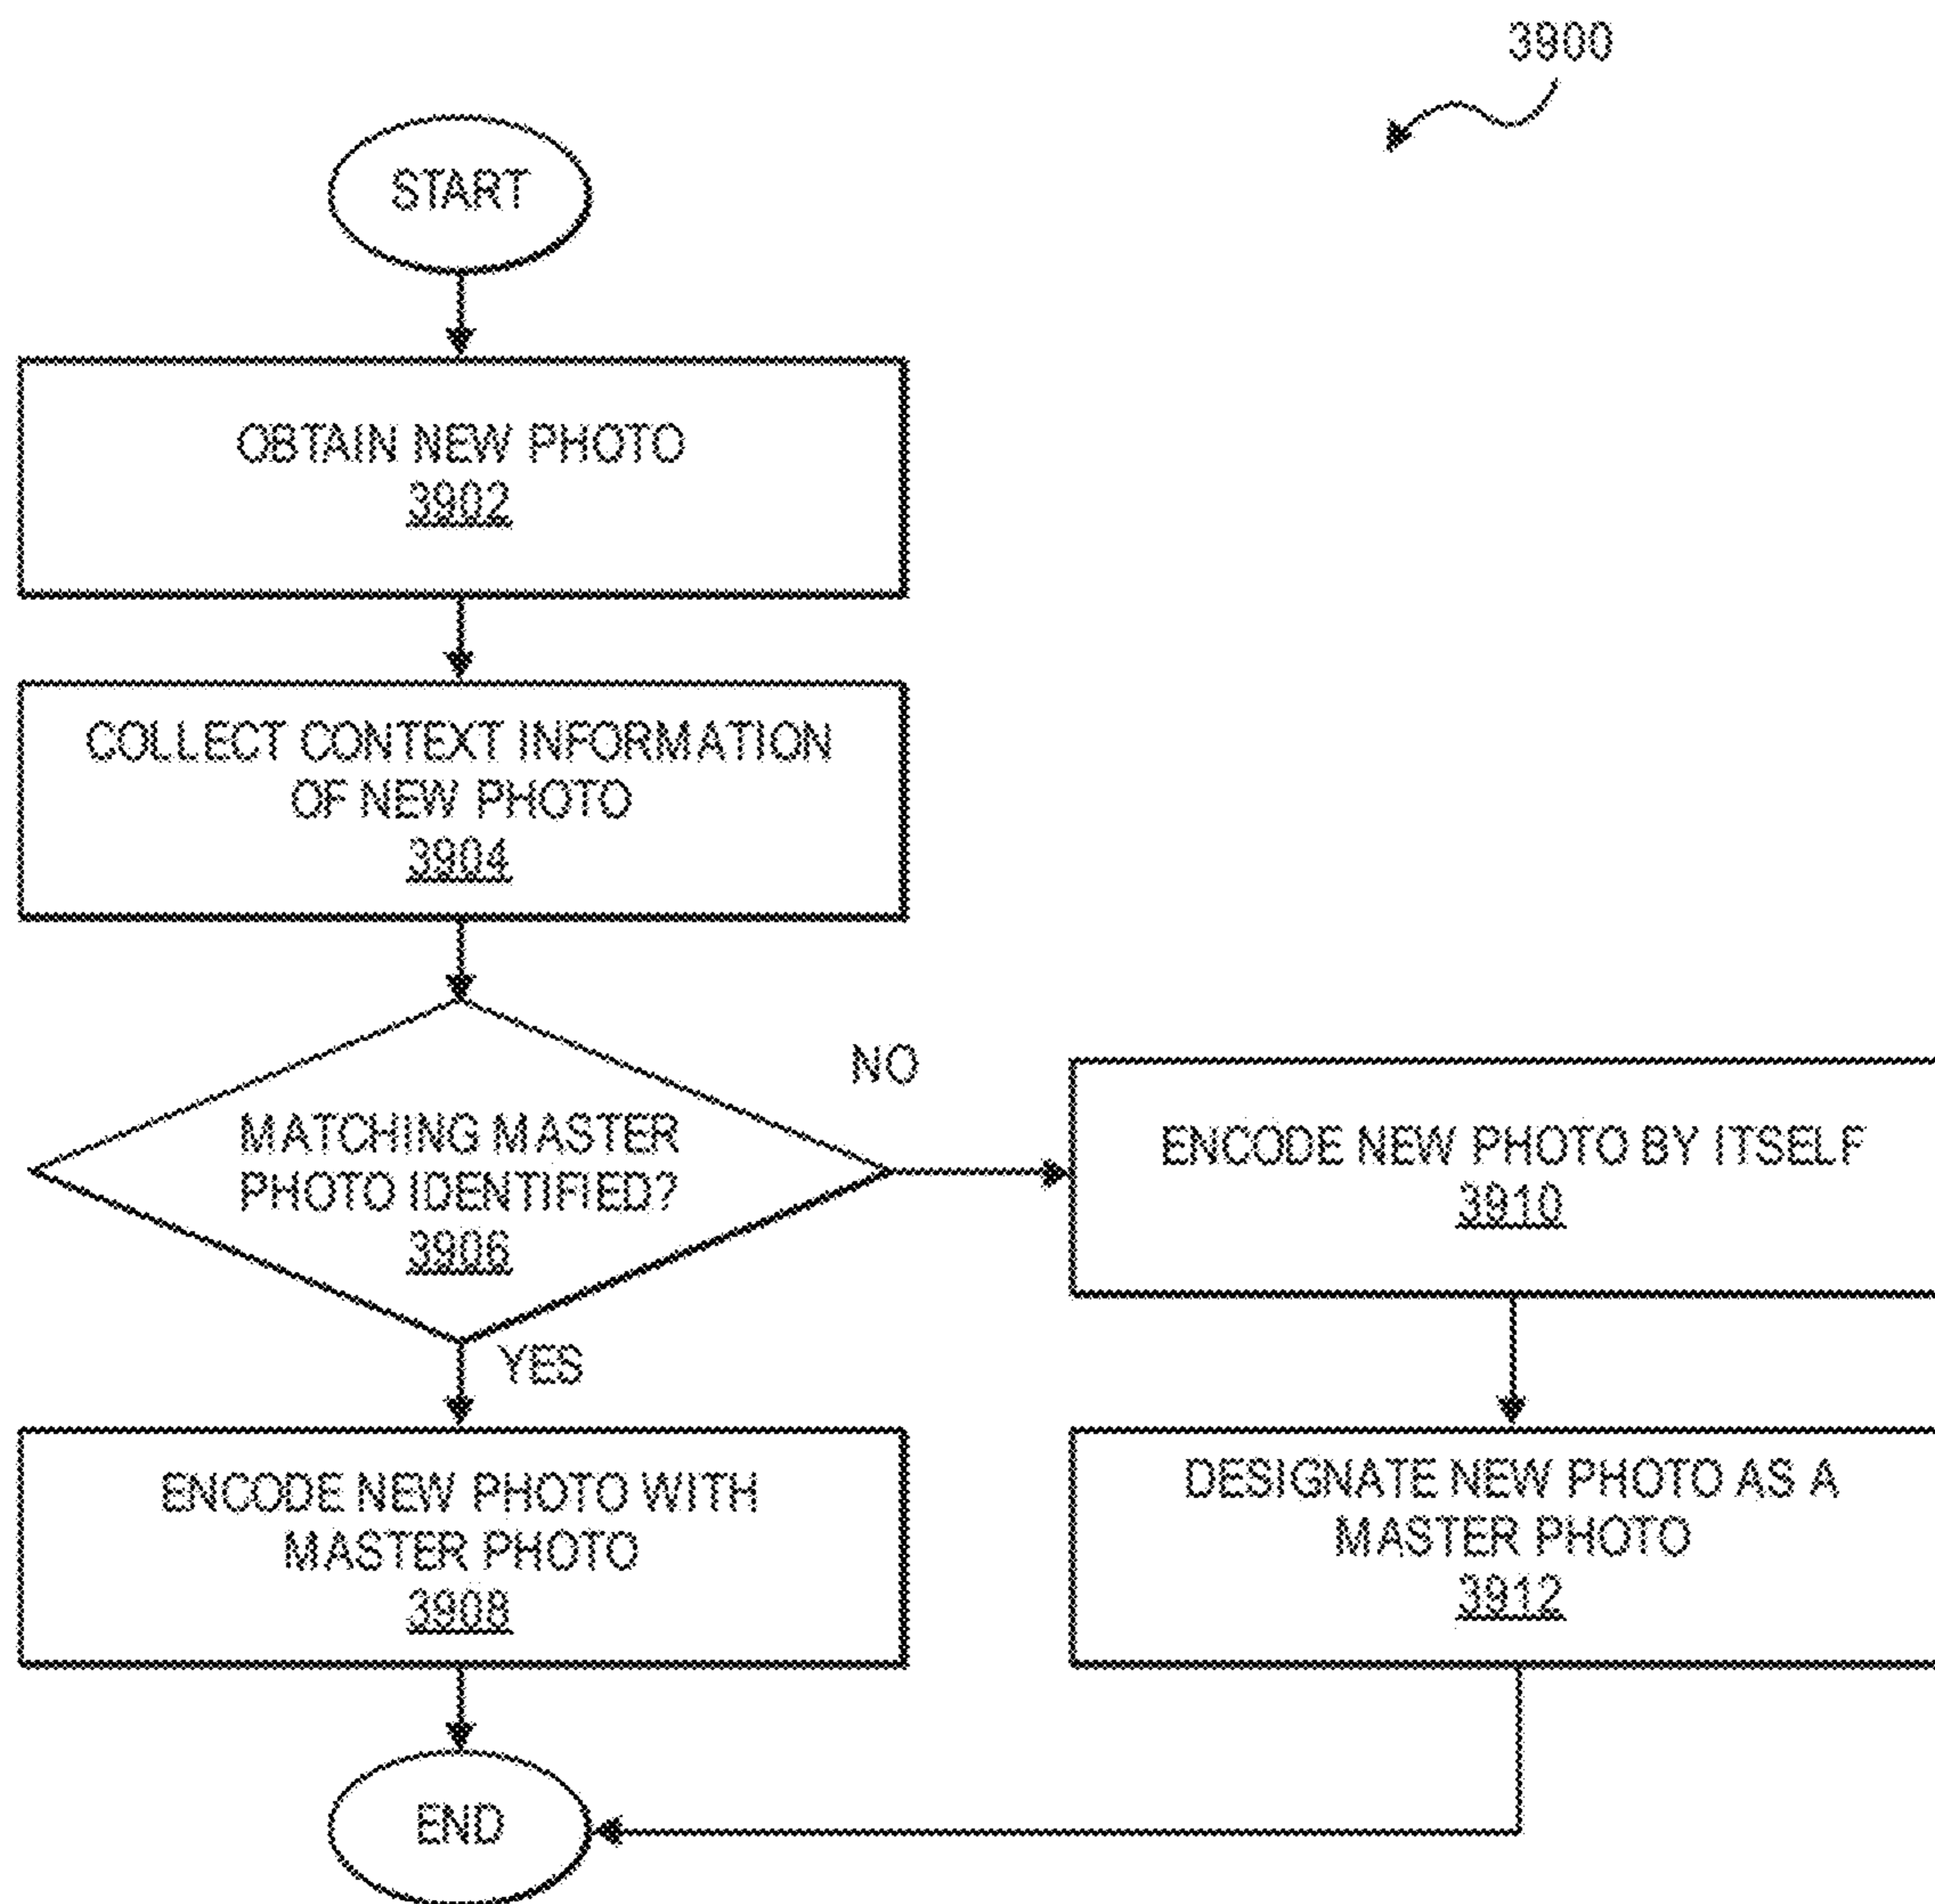 3900
START
OBTAIN NEW PHOTO
3902
COLLECT CONTEXT INFORMATION
OF NEW PHOTO
3904
MATCHING MASTER
PHOTO IDENTIFIED?
3906
NO
YES
ENCODE NEW PHOTO BY ITSELF
3910
ENCODE NEW PHOTO WITH
MASTER PHOTO
3908
DESIGNATE NEW PHOTO AS A
MASTER PHOTO
3912
END